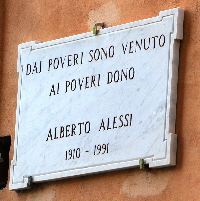 DAI POVERI SONO VENUTO
AI POVERI DONO
ALBERTO ALESSI
1910 - 1991